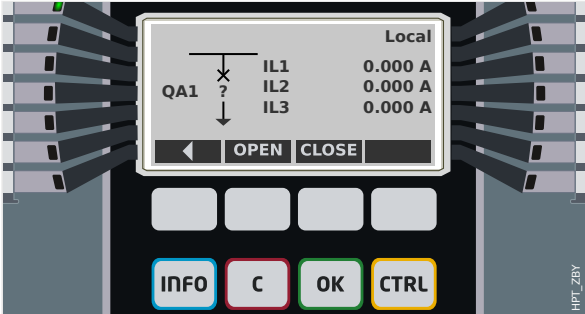 Local
IL1 0.000 A
QA1 ? IL2 0.000 A
IL3 0.000 A
OPEN CLOSE
INFO C OK CTRL
HPT_ZBY